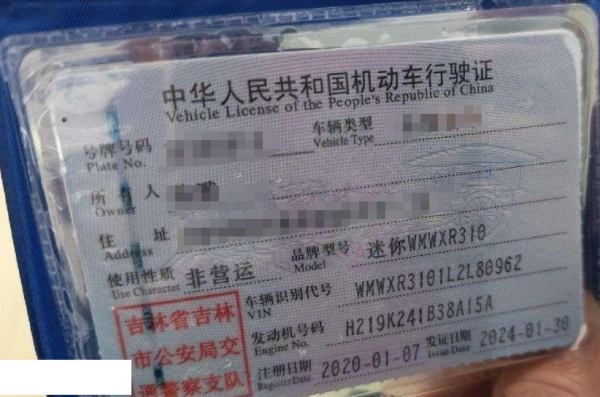 中华人民共和国机动车行驶证
Vehicle License of the People's Republic of China
号牌号码 车辆类型
Plate No. Vehicle Type
所有人
Owner
住址
Address
使用性质 非营运 品牌型号 迷你WMWXR310
Use Character Model
车辆识别代号 WMWXR3101L2L80962
VIN
发动机号码 H219K241B38A15A
Engine No.
注册日期 2020-01-07 发证日期 2024-01-30
Register Date Issue Date
吉林省吉林
市公安局交
通警察支队